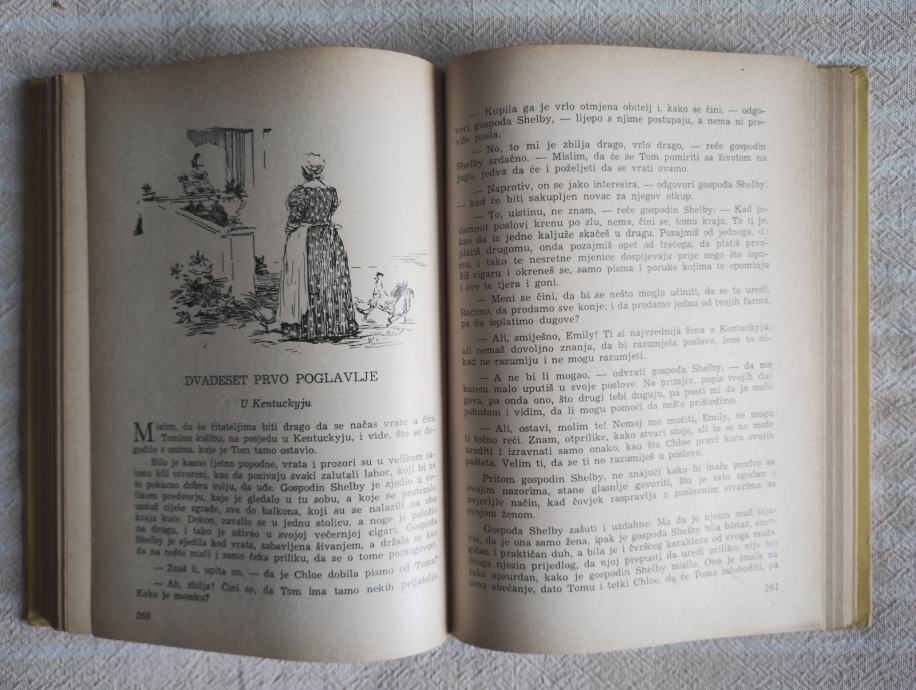 DVADESET PRVO POGLAVLJE
U Kentuckyju
Mislim, da će čitateljima biti drago da se načas vrate u čiča
Tominu kolibu, na posjedu u Kentuckyju, i vide, što se do-
godilo s onima, koje je Tom tamo ostavio.
Bilo je kasno ljetno popodne, vrata i prozori su u velikom sa-
lonu bili otvoreni, kao da pozivaju svaki zalutali lahor, koji bi za
to pokazao dobru volju, da uđe. Gospodin Shelby je sjedio u ve-
likom predvorju, koje je gledalo u tu sobu, a koje se protezalo
uzduž cijele zgrade, sve do balkona, koji su se nalazili na oba
kraja kuće. Dokon, zavalio se u jednu stolicu, a noge je položio
na drugu, i tako je uživao u svojoj večernjoj cigari. Gospođa
Shelby je sjedila kod vrata, zabavljena šivanjem, a držala se kao
da na nešto misli i samo čeka priliku, da se o tome porazgovori.
— Znaš li, upita on, — da je Chloe dobila pismo od Toma?
— Ah, zbilja? Čini se, da Tom ima tamo nekih prijatelja.
Kako je momku?
260
— Kupila ga je vrlo otmjena obitelj i, kako se čini, — odgo-
vori gospođa Shelby, — lijepo s njime postupaju, a nema ni pre-
više posla.
— No, to mi je zbilja drago, vrlo drago, — reče gospodin
Shelby srdačno. — Mislim, da će se Tom pomiriti sa životom na
jugu, jedva da će i poželjeti da se vrati ovamo.
— Naprotiv, on se jako interesira, — odgovori gospođa Shelby,
— kad će biti sakupljen novac za njegov otkup.
— To, uistinu, ne znam, — reče gospodin Shelby. — Kad je-
damput poslovi krenu po zlu, nema, čini se, tomu kraja. To ti je,
kao da iz jedne kaljuže skačeš u drugu. Pozajmiš od jednoga, da
platiš drugomu, onda pozajmiš opet od trećega, da platiš prvo-
mu, i tako te nesretne mjenice dospijevaju prije nego što ispu-
šiš cigaru i okreneš se, samo pisma i poruke kojima te opominju
i sve te tjera i goni.
— Meni se čini, da bi se nešto moglo učiniti, da se to uredi.
Recimo, da prodamo sve konje; i da prodamo jednu od tvojih farma,
pa da isplatimo dugove?
— Ali, smiješno, Emily! Ti si najvrednija žena u Kentuckyju,
ali nemaš dovoljno znanja, da bi razumjela poslove, žene to ni-
kad ne razumiju i ne mogu razumjeti.
— A ne bi li mogao, — odvrati gospođa Shelby, — da me
barem malo uputiš u svoje poslove. Na primjer, popis tvojih du-
gova, pa onda ono, što drugi tebi duguju, pa pusti mi da ja malo
pokušam i vidim, da li mogu pomoći da nešto prištedimo.
— Ali, ostavi, molim te! Nemoj me mučiti, Emily, ne mogu
ti točno reći. Znam, otprilike, kako stvari stoje, ali to se ne može
urediti i izravnati samo onako, kao što Chloe pravi koru svojih
pašteta. Velim ti, da se ti ne razumiješ u poslove.
Pritom gospodin Shelby, ne znajući kako bi inače prodro sa
svojim nazorima, stane glasnije govoriti, što je vrlo zgodan i
uvjerljiv način, kad čovjek raspravlja o poslovnim stvarima sa
svojom ženom.
Gospođa Shelby zašuti i uzdahne. Ma da je njezin muž izja-
vio, da je ona samo žena, ipak je gospođa Shelby bila bistar, ener-
gičan i praktičan duh, a bila je i čvršćeg karaktera od svoga muža.
Stoga njezin prijedlog, da njoj prepusti da uredi prilike, nije bio
tako apsurdan, kako je gospodin Shelby mislio. Ona je imala na
umu obećanje, dato Tomu i tetki Chloe, da će Toma osloboditi, pa
261